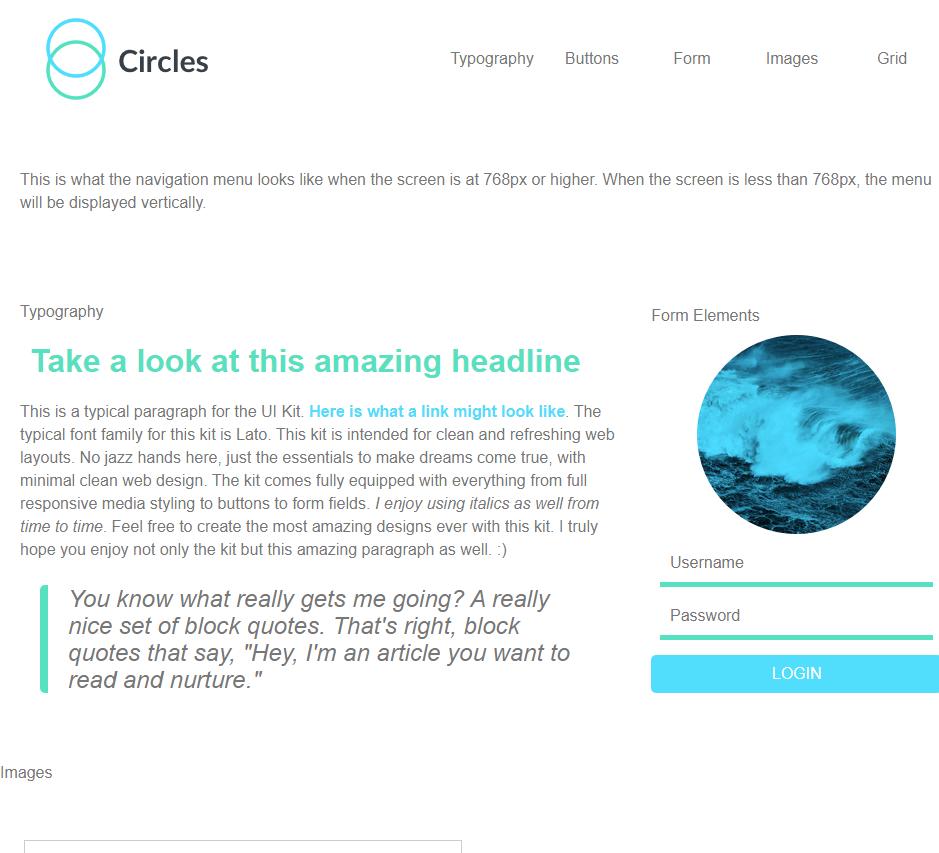 Circles
Typography Buttons Form Images Grid
This is what the navigation menu looks like when the screen is at 768px or higher. When the screen is less than 768px, the menu
will be displayed vertically.
Typography
Take a look at this amazing headline
This is a typical paragraph for the UI Kit. Here is what a link might look like. The
typical font family for this kit is Lato. This kit is intended for clean and refreshing web
layouts. No jazz hands here, just the essentials to make dreams come true, with
minimal clean web design. The kit comes fully equipped with everything from full
responsive media styling to buttons to form fields. I enjoy using italics as well from
time to time. Feel free to create the most amazing designs ever with this kit. I truly
hope you enjoy not only the kit but this amazing paragraph as well. :)
You know what really gets me going? A really
nice set of block quotes. That's right, block
quotes that say, "Hey, I'm an article you want to
read and nurture."
Form Elements
Username
Password
LOGIN
Images